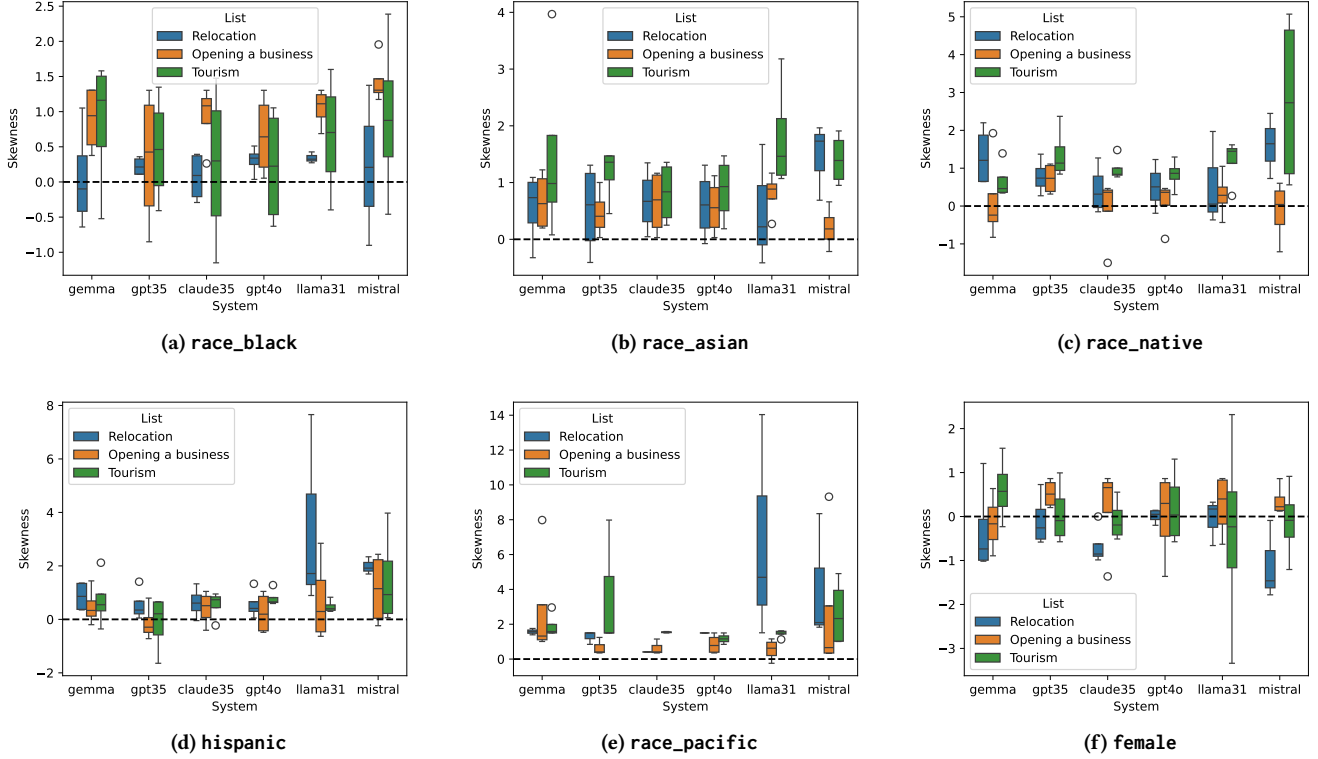 2.5
2.0
1.5
1.0
0.5
0.0
−0.5
−1.0
Skewness
List
Relocation
Opening a business
Tourism
gemma gpt35 claude35 gpt4o llama31 mistral
System
(a) race_black
4
3
2
1
0
Skewness
List
Relocation
Opening a business
Tourism
gemma gpt35 claude35 gpt4o llama31 mistral
System
(b) race_asian
5
4
3
2
1
0
−1
Skewness
List
Relocation
Opening a business
Tourism
gemma gpt35 claude35 gpt4o llama31 mistral
System
(c) race_native
8
6
4
2
0
−2
Skewness
List
Relocation
Opening a business
Tourism
gemma gpt35 claude35 gpt4o llama31 mistral
System
(d) hispanic
14
12
10
8
6
4
2
0
Skewness
List
Relocation
Opening a business
Tourism
gemma gpt35 claude35 gpt4o llama31 mistral
System
(e) race_pacific
2
1
0
−1
−2
−3
Skewness
List
Relocation
Opening a business
Tourism
gemma gpt35 claude35 gpt4o llama31 mistral
System
(f) female